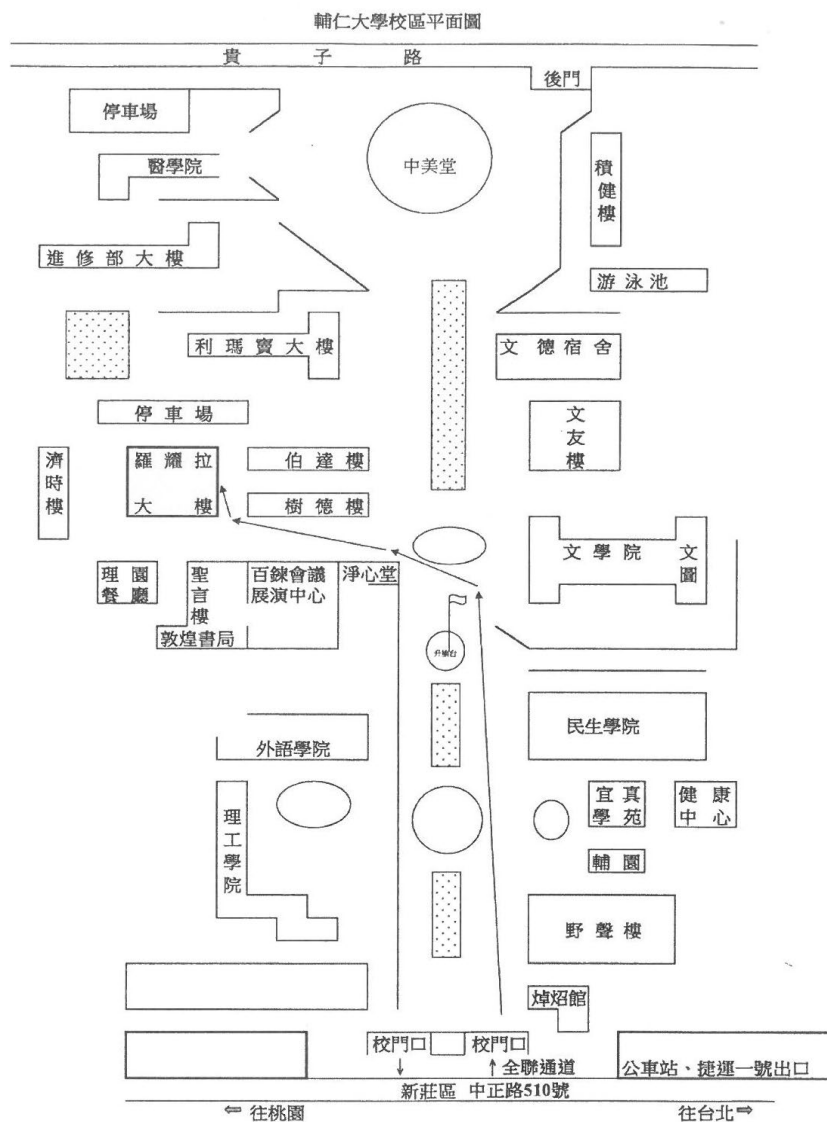 輔仁大學校區平面圖
貴子路
後門
停車場
中美堂
醫學院
積健樓
進修部大樓
游泳池
利瑪竇大樓
文德宿舍
停車場
文友樓
濟時樓
羅耀拉
大樓
伯達樓
樹德樓
文學院
文圖
理園
餐廳
聖言樓
百鍊會議
展演中心
淨心堂
敦煌書局
升旗台
民生學院
外語學院
宜真
學苑
健康
中心
理工學院
輔園
野聲樓
焯炤館
校門口
校門口
↓
↑全聯通道
公車站、捷運一號出口
新莊區 中正路510號
⇐ 往桃園
往台北⇒